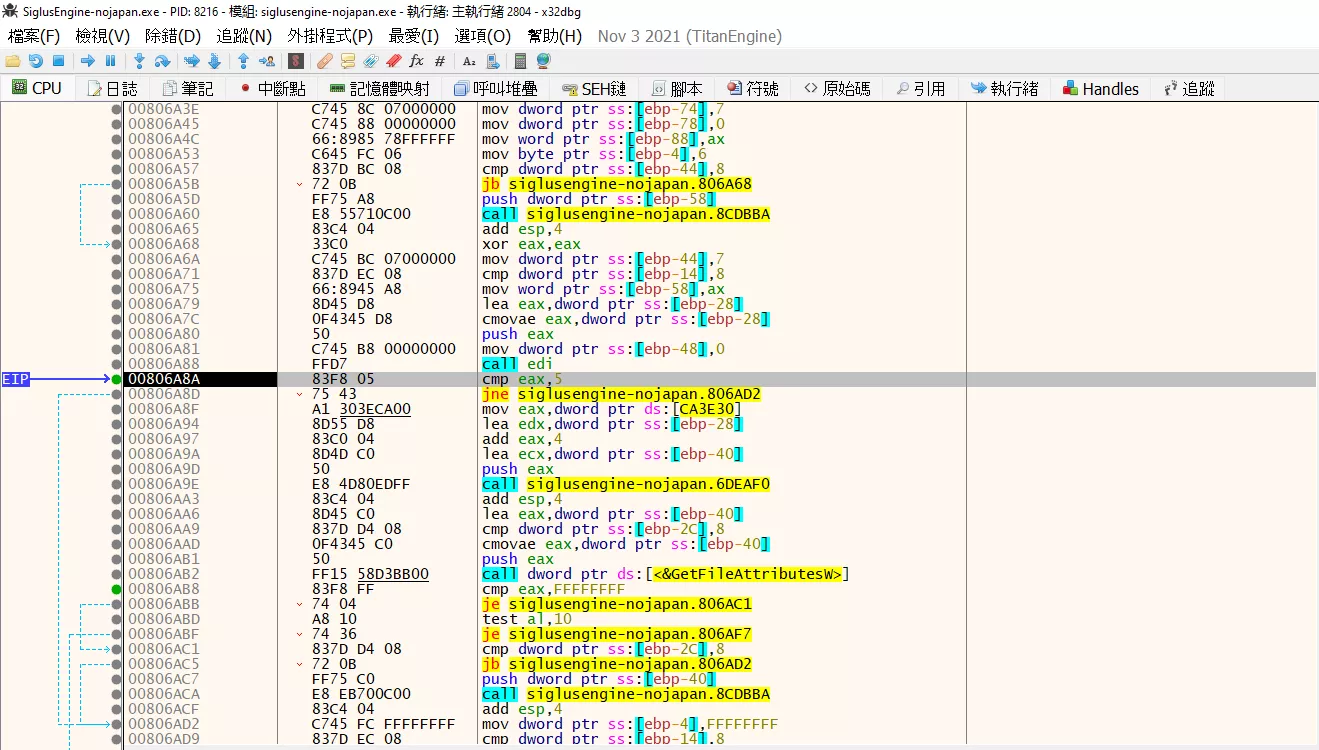 SiglusEngine-nojapan.exe - PID: 8216 - 模組: siglusengine-nojapan.exe - 執行緒: 主執行緒 2804 - x32dbg
檔案(F) 檢視(V) 除錯(D) 追蹤(N) 外掛程式(P) 最愛(I) 選項(O) 幫助(H) Nov 3 2021 (TitanEngine)
CPU 日誌 筆記 中斷點 記憶體映射 呼叫堆疊 SEH鏈 腳本 符號 原始碼 引用 執行緒 Handles 追蹤
00806A3E C745 8C 07000000 mov dword ptr ss:[ebp-74],7
00806A45 C745 88 00000000 mov dword ptr ss:[ebp-78],0
00806A4C 66:8985 78FFFFFF mov word ptr ss:[ebp-88],ax
00806A53 C645 FC 06 mov byte ptr ss:[ebp-4],6
00806A57 837D BC 08 cmp dword ptr ss:[ebp-44],8
00806A5B 72 0B jb siglusengine-nojapan.806A68
00806A5D FF75 A8 push dword ptr ss:[ebp-58]
00806A60 E8 55710C00 call siglusengine-nojapan.8CDBBA
00806A65 83C4 04 add esp,4
00806A68 33C0 xor eax,eax
00806A6A C745 BC 07000000 mov dword ptr ss:[ebp-44],7
00806A71 837D EC 08 cmp dword ptr ss:[ebp-14],8
00806A75 66:8945 A8 mov word ptr ss:[ebp-58],ax
00806A79 8D45 D8 lea eax,dword ptr ss:[ebp-28]
00806A7C 0F4345 D8 cmovae eax,dword ptr ss:[ebp-28]
00806A80 50 push eax
00806A81 C745 B8 00000000 mov dword ptr ss:[ebp-48],0
00806A88 FFD7 call edi
EIP 00806A8A 83F8 05 cmp eax,5
00806A8D 75 43 jne siglusengine-nojapan.806AD2
00806A8F A1 303ECA00 mov eax,dword ptr ds:[CA3E30]
00806A94 8D55 D8 lea edx,dword ptr ss:[ebp-28]
00806A97 83C0 04 add eax,4
00806A9A 8D4D C0 lea ecx,dword ptr ss:[ebp-40]
00806A9D 50 push eax
00806A9E E8 4D80EDFF call siglusengine-nojapan.6DEAF0
00806AA3 83C4 04 add esp,4
00806AA6 8D45 C0 lea eax,dword ptr ss:[ebp-40]
00806AA9 837D D4 08 cmp dword ptr ss:[ebp-2C],8
00806AAD 0F4345 C0 cmovae eax,dword ptr ss:[ebp-40]
00806AB1 50 push eax
00806AB2 FF15 58D3BB00 call dword ptr ds:[<&GetFileAttributesW>]
00806AB8 83F8 FF cmp eax,FFFFFFFF
00806ABB 74 04 je siglusengine-nojapan.806AC1
00806ABD A8 10 test al,10
00806ABF 74 36 je siglusengine-nojapan.806AF7
00806AC1 837D D4 08 cmp dword ptr ss:[ebp-2C],8
00806AC5 72 0B jb siglusengine-nojapan.806AD2
00806AC7 FF75 C0 push dword ptr ss:[ebp-40]
00806ACA E8 EB700C00 call siglusengine-nojapan.8CDBBA
00806ACF 83C4 04 add esp,4
00806AD2 C745 FC FFFFFFFF mov dword ptr ss:[ebp-4],FFFFFFFF
00806AD9 837D EC 08 cmp dword ptr ss:[ebp-14],8